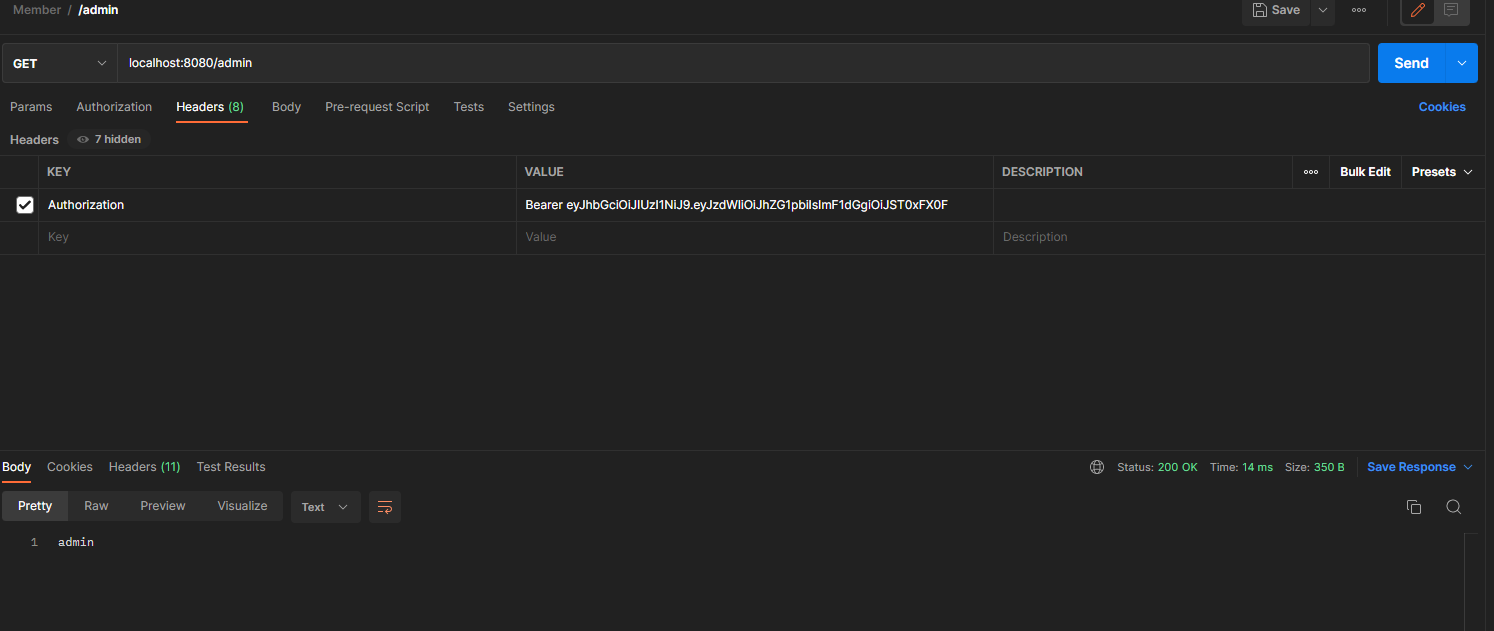 Member / /admin
Save
GET localhost:8080/admin Send
Params Authorization Headers (8) Body Pre-request Script Tests Settings Cookies
Headers 7 hidden
KEY VALUE DESCRIPTION Bulk Edit Presets
Authorization Bearer eyJhbGciOiJIUzI1NiJ9.eyJzdWIiOiJhZG1pbiIsImF1dGgiOiJST0xFX0F
Key Value Description
Body Cookies Headers (11) Test Results Status: 200 OK Time: 14 ms Size: 350 B Save Response
Pretty Raw Preview Visualize Text
1 admin